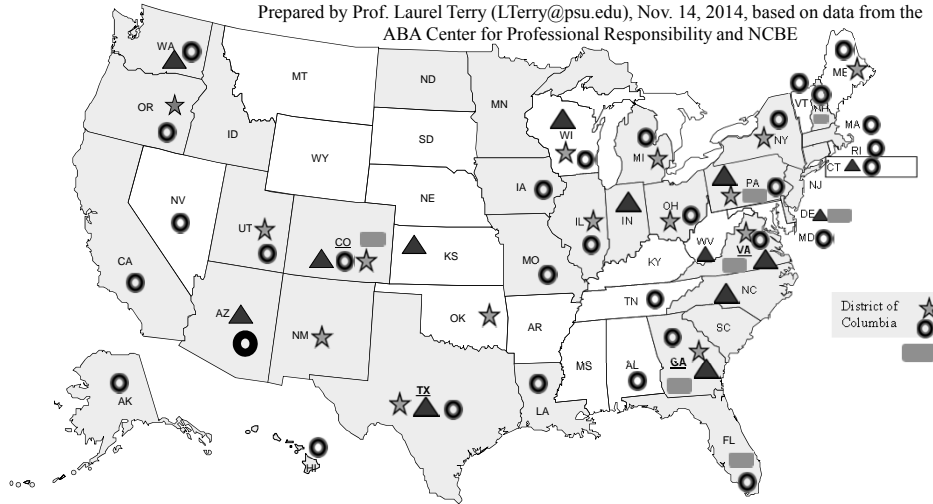 Prepared by Prof. Laurel Terry (LTerry@psu.edu), Nov. 14, 2014, based on data from the
ABA Center for Professional Responsibility and NCBE
WA
MT
ND
MN
ME
VT
NH
OR
ID
SD
WI
MI
NY
MA
RI
CT
WY
IA
PA
NJ
NV
UT
NE
IL
IN
OH
DE
CO
KS
WV
VA
MD
CA
MO
KY
AZ
NM
OK
AR
TN
NC
District of
Columbia
SC
AK
TX
LA
MS
AL
GA
HI
FL